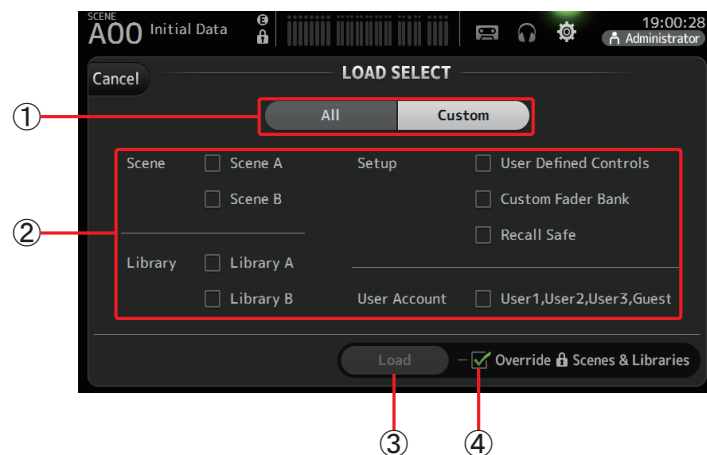 SCENE
A00 Initial Data E 19:00:28
Administrator
Cancel LOAD SELECT
① All Custom
Scene Scene A Setup User Defined Controls
Scene B Custom Fader Bank
② Recall Safe
Library Library A
Library B User Account User1,User2,User3,Guest
Load Override Scenes & Libraries
③ ④